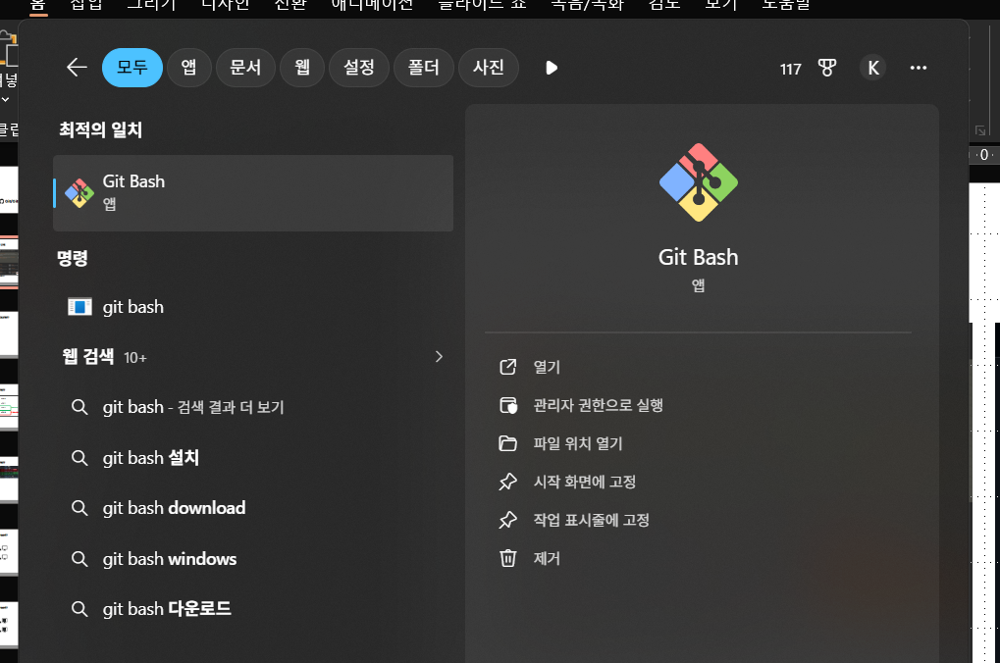 홈 삽입 그리기 디자인 전환 애니메이션 슬라이드 쇼 녹음/녹화 검토 보기 도움말
모두 앱 문서 웹 설정 폴더 사진
117 K
최적의 일치
Git Bash
앱
명령
git bash
웹 검색 10+
git bash - 검색 결과 더 보기
git bash 설치
git bash download
git bash windows
git bash 다운로드
Git Bash
앱
열기
관리자 권한으로 실행
파일 위치 열기
시작 화면에 고정
작업 표시줄에 고정
제거
0